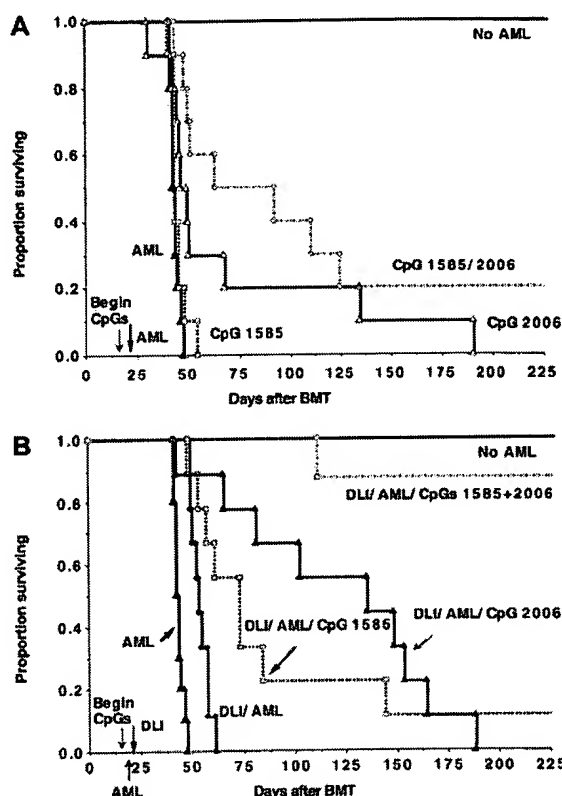 A
No AML
1.0
0.8
0.6
0.4
0.2
0.0
Proportion surviving
AML
CpG 1585/2006
Begin
CpGs
AML
CpG 1585
CpG 2006
0 25 50 75 100 125 150 175 200 225
Days after BMT
B
No AML
DLI/ AML/CpGs 1585+2006
1.0
0.8
0.6
0.4
0.2
0.0
Proportion surviving
AML
DLI/ AML/ CpG 1585
DLI/ AML/ CpG 2006
DLI/ AML
Begin
CpGs
DLI
0 25 50 75 100 125 150 175 200 225
AML
Days after BMT